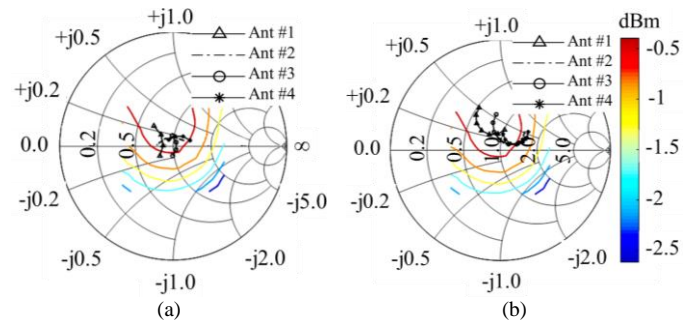 +j1.0
+j0.5
+j0.2
0.0
-j0.2
-j0.5
-j1.0
-j2.0
-j5.0
∞
0.2
0.5
Ant #1
Ant #2
Ant #3
Ant #4
(a)
+j1.0
+j0.5
+j0.2
0.0
-j0.2
-j0.5
-j1.0
-j2.0
0.2
0.5
1.0
2.0
5.0
Ant #1
Ant #2
Ant #3
Ant #4
(b)
dBm
-0.5
-1
-1.5
-2
-2.5